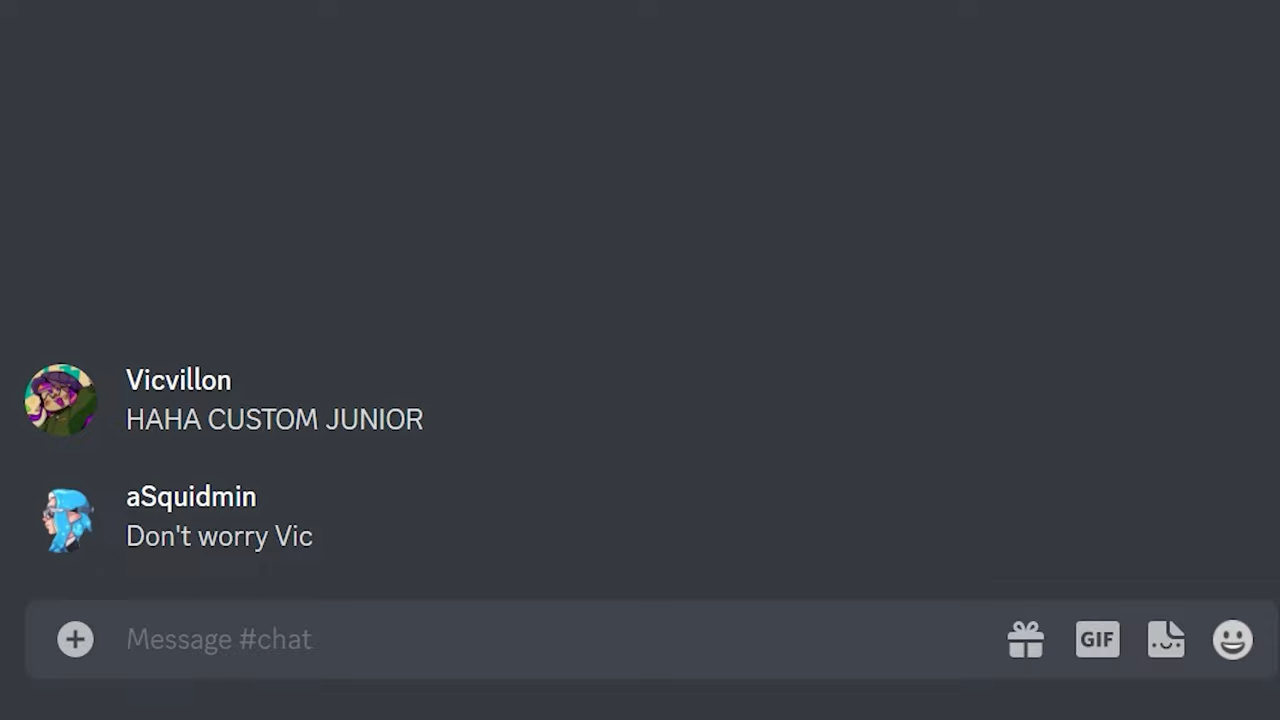 Vicvillon
HAHA CUSTOM JUNIOR
aSquidmin
Don't worry Vic
Message #chat
GIF